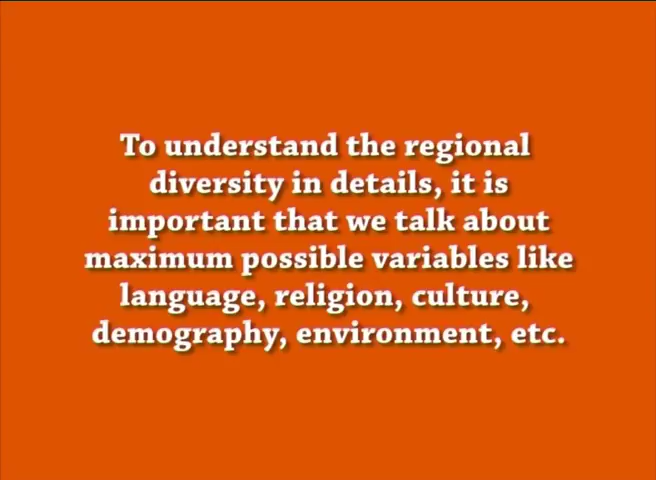 To understand the regional
diversity in details, it is
important that we talk about
maximum possible variables like
language, religion, culture,
demography, environment, etc.